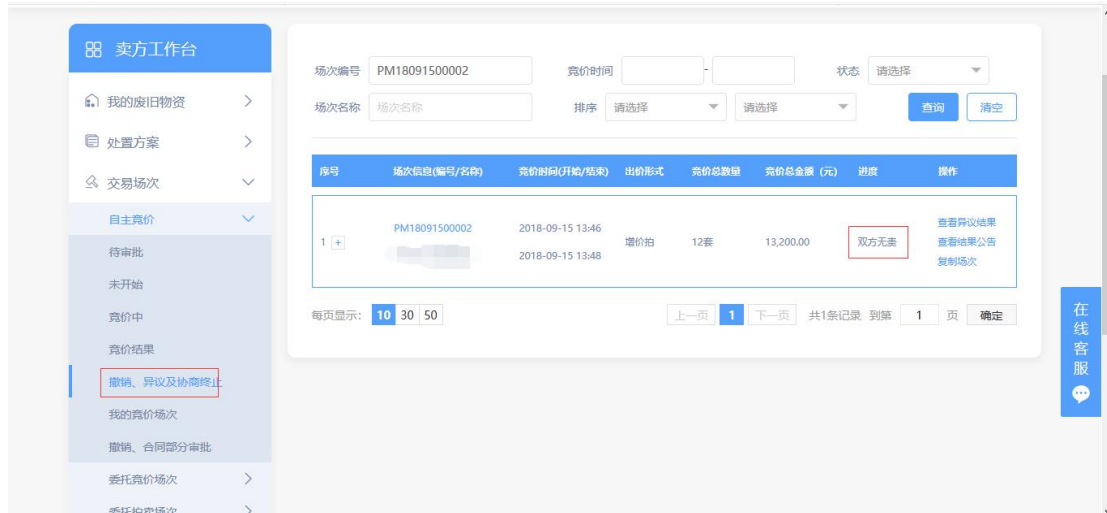 卖方工作台
场次编号 PM18091500002 竞价时间 - 状态 请选择
我的废旧物资
场次名称 场次名称 排序 请选择 请选择 查询 清空
处置方案
交易场次
序号 场次信息(编号/名称) 竞价时间(开始/结束) 出价形式 竞价总数量 竞价总金额 (元) 进度 操作
自主竞价
待审批
未开始
竞价中
竞价结果
撤销、异议及协商终止
我的竞价场次
撤销、合同部分审批
委托竞价场次
委托拍卖场次
1 + PM18091500002 2018-09-15 13:46 增价拍 12套 13,200.00 双方无责 查看异议结果
2018-09-15 13:48 查看结果公告
复制场次
每页显示: 10 30 50 上一页 1 下一页 共1条记录 到第 1 页 确定
在线客服